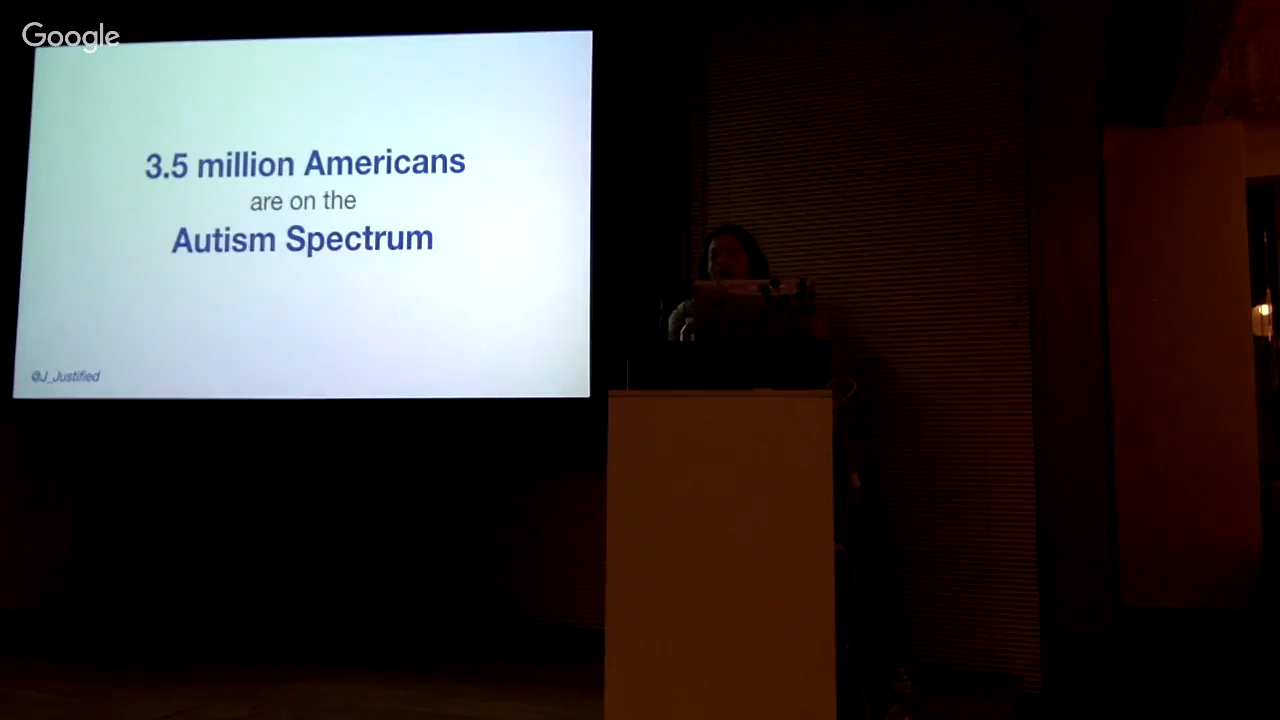 Google
3.5 million Americans
are on the
Autism Spectrum
@J_Justified